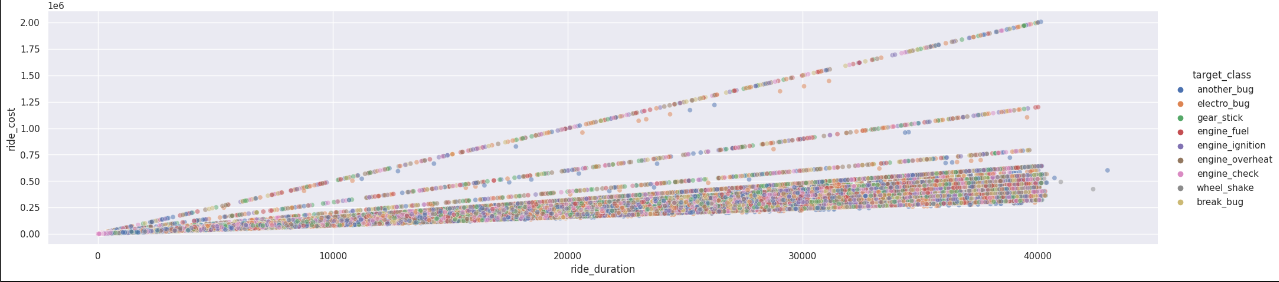 1e6
2.00
1.75
1.50
1.25
1.00
0.75
0.50
0.25
0.00
ride_cost
0
10000
20000
30000
40000
ride_duration
target_class
another_bug
electro_bug
gear_stick
engine_fuel
engine_ignition
engine_overheat
engine_check
wheel_shake
break_bug